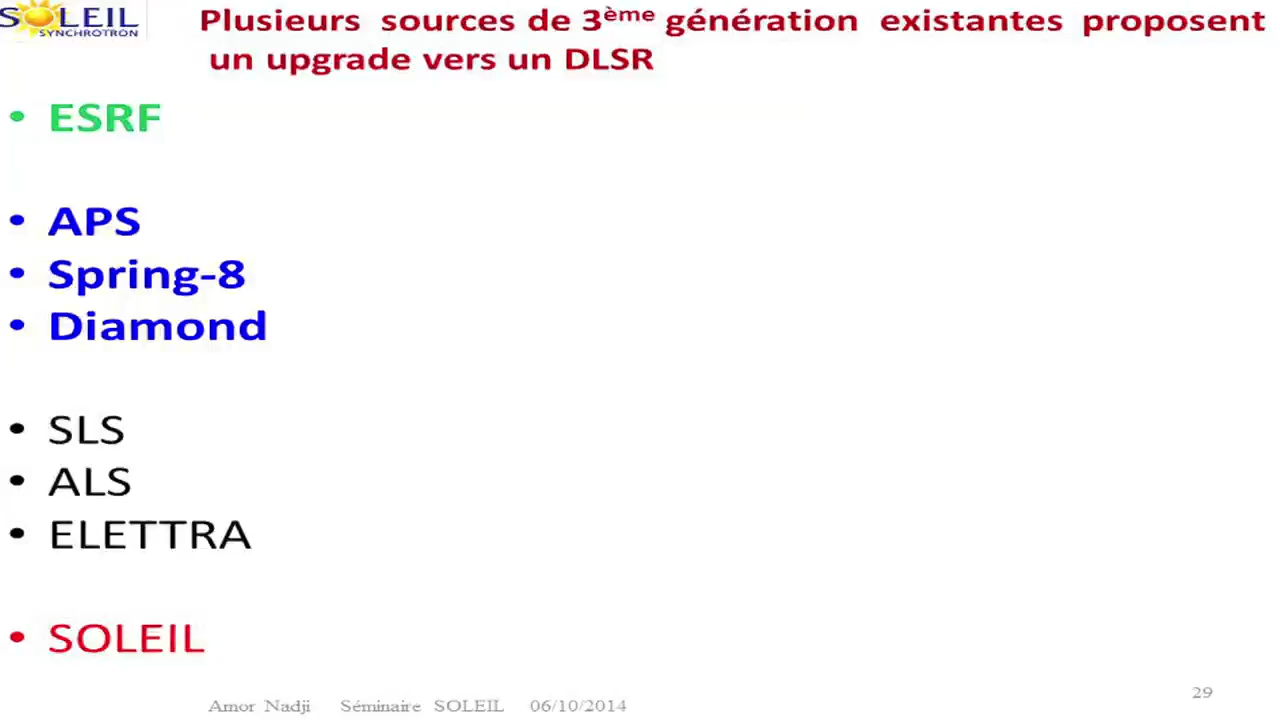 SOLEIL
SYNCHROTRON
Plusieurs sources de 3ème génération existantes proposent
un upgrade vers un DLSR
• ESRF
• APS
• Spring-8
• Diamond
• SLS
• ALS
• ELETTRA
• SOLEIL
Amor Nadji Séminaire SOLEIL 06/10/2014
29